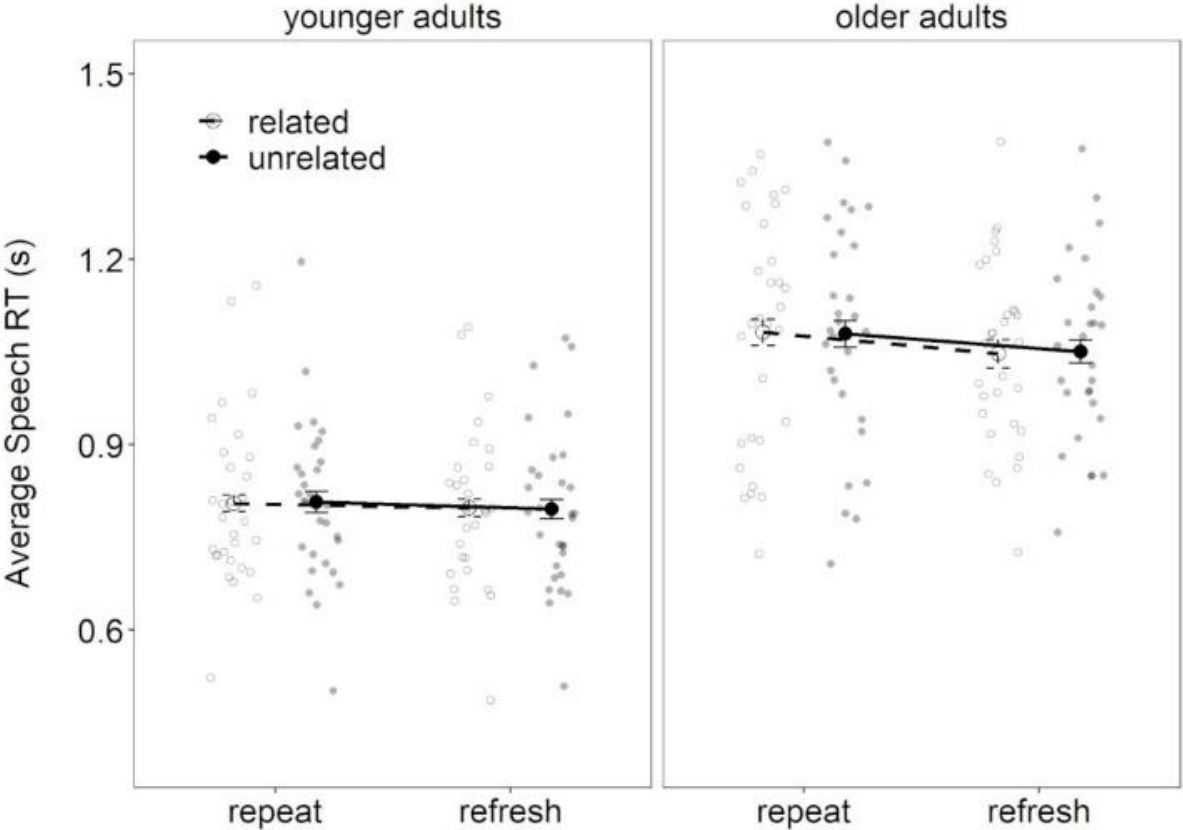 younger adults
older adults
1.5
1.2
0.9
0.6
Average Speech RT (s)
related
unrelated
repeat
refresh
repeat
refresh